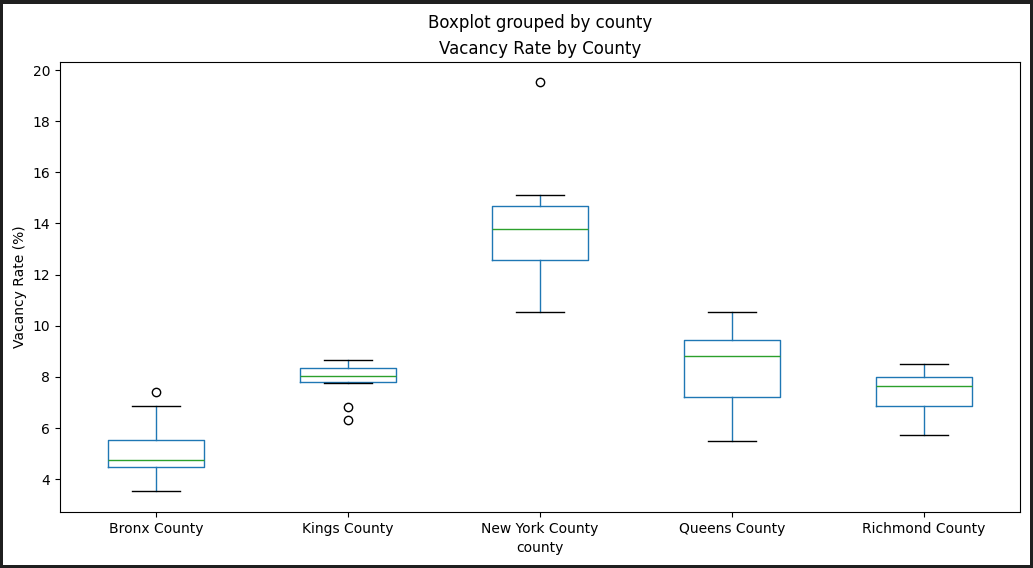 Boxplot grouped by county
Vacancy Rate by County
20
18
16
14
12
10
8
6
4
Vacancy Rate (%)
Bronx County
Kings County
New York County
Queens County
Richmond County
county